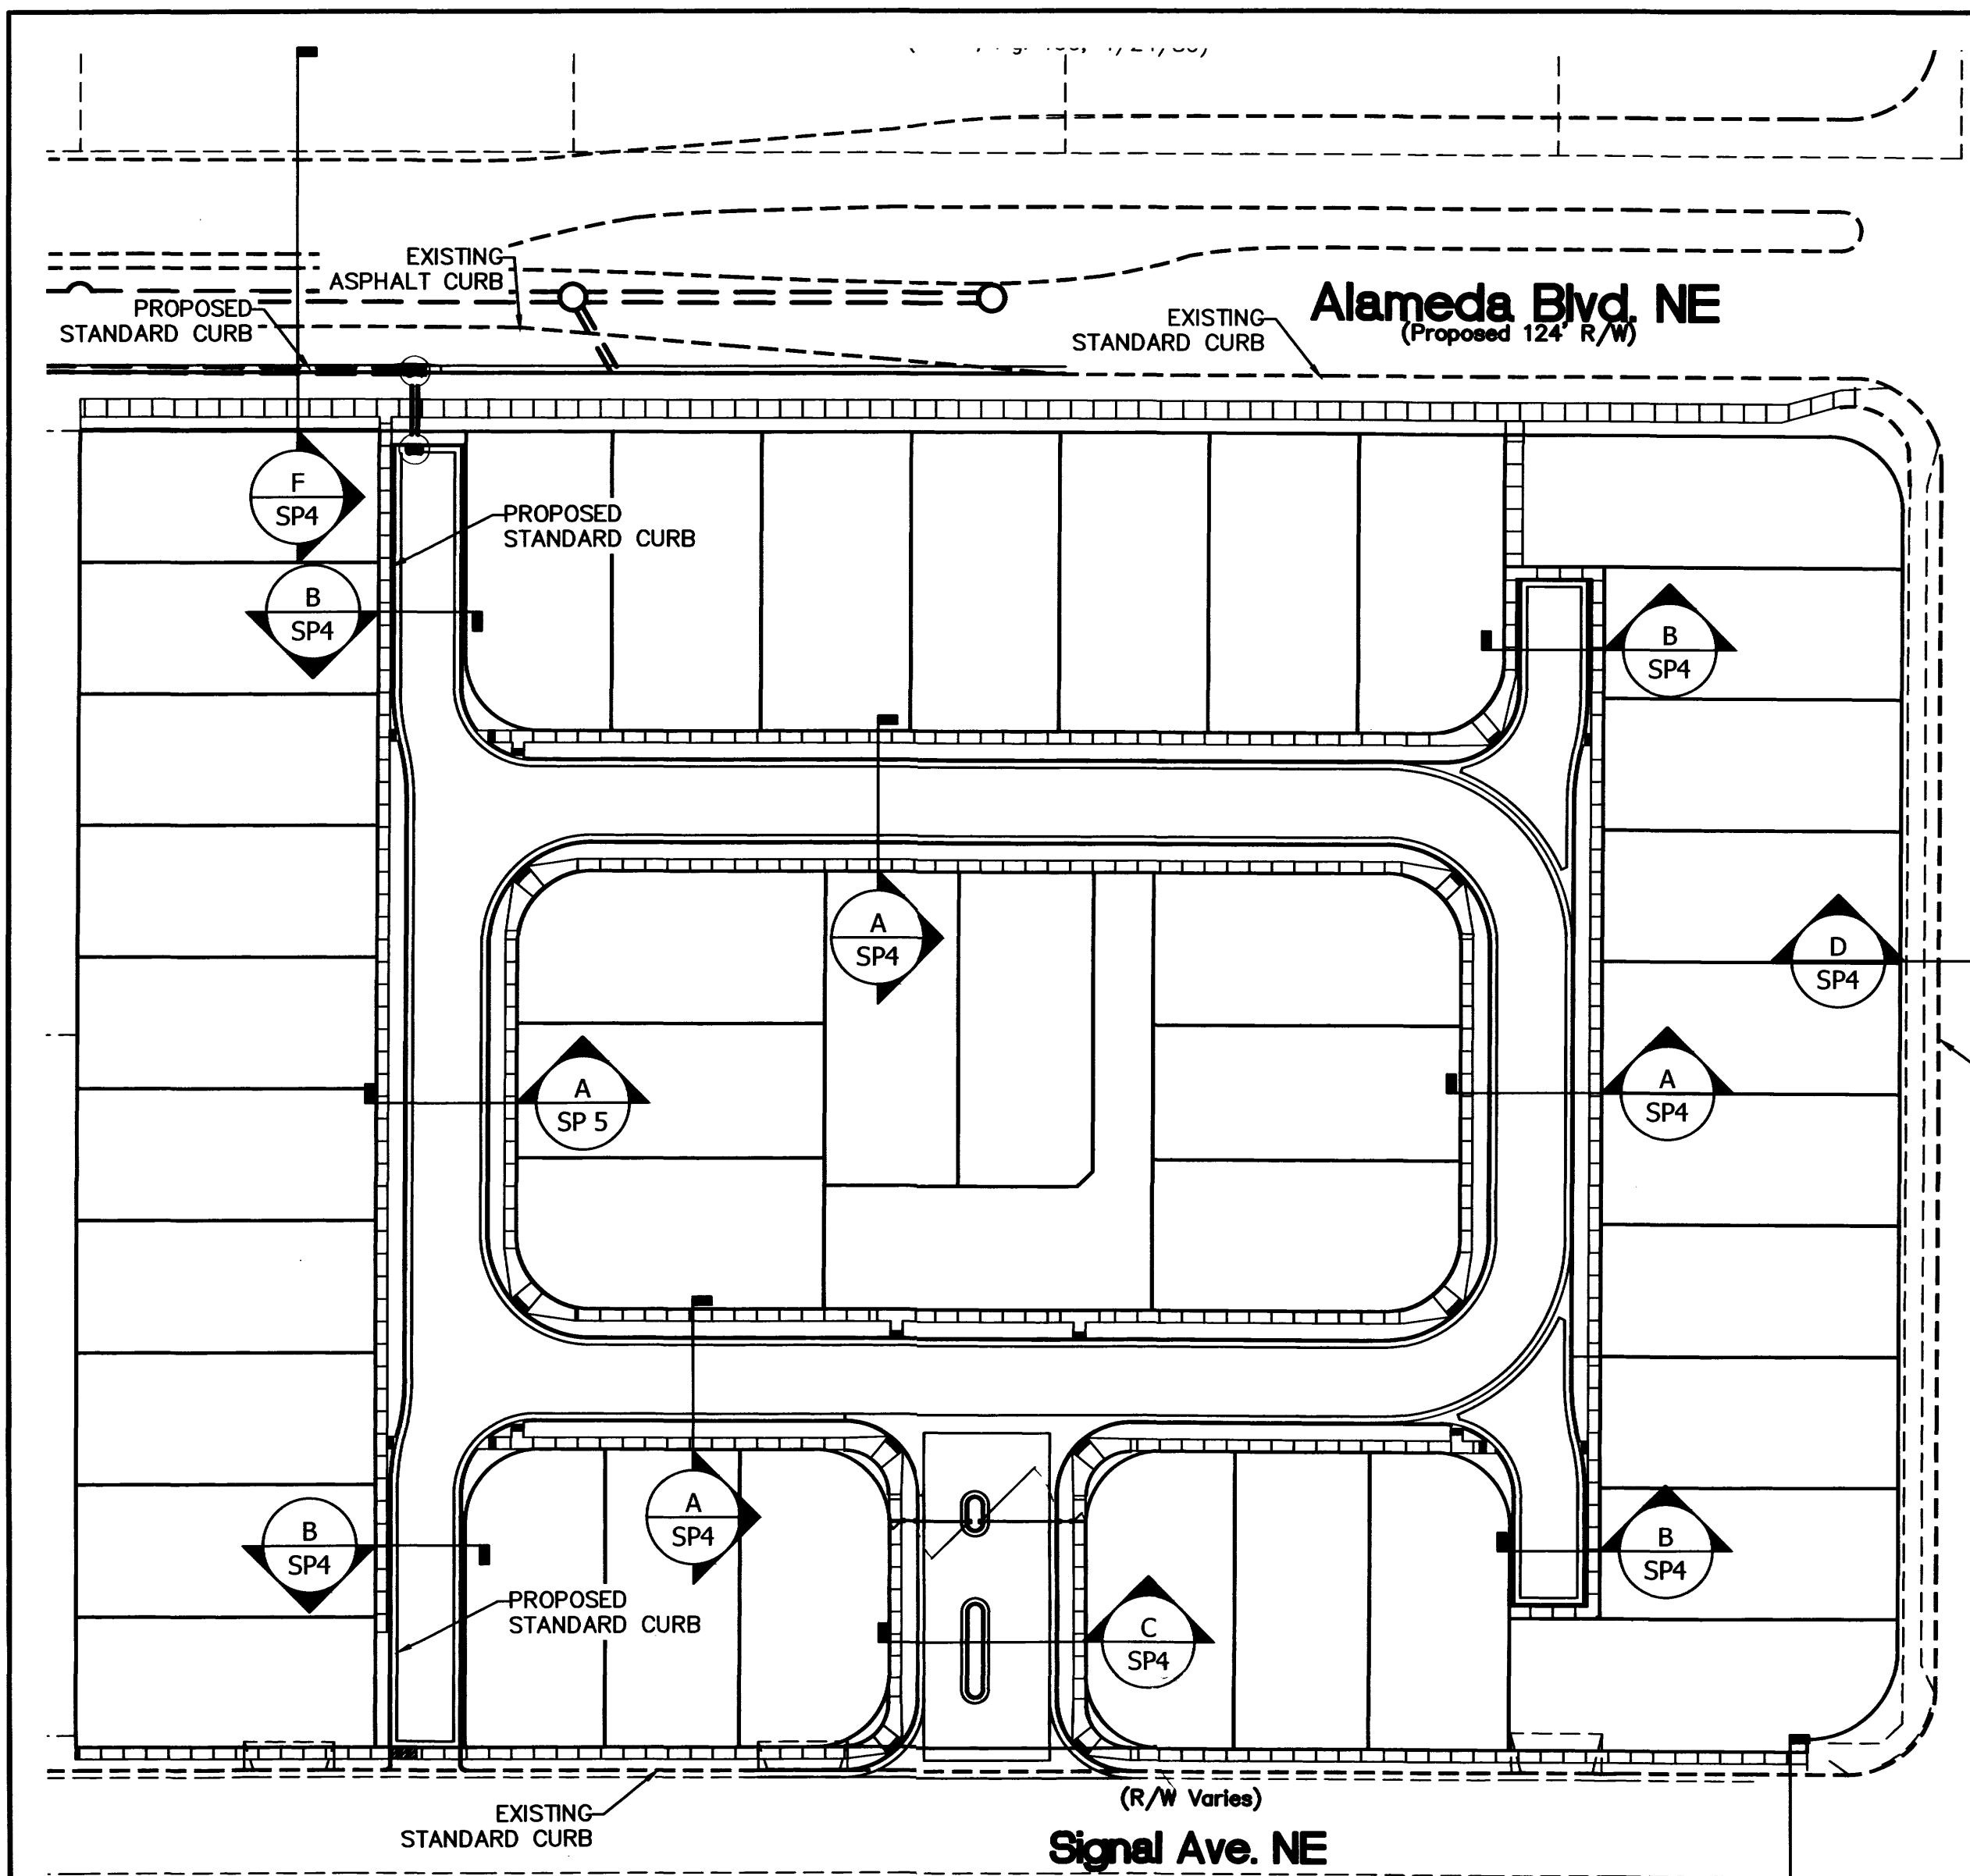 EXISTING
ASPHALT CURB
PROPOSED
STANDARD CURB
Alameda Blvd. NE
(Proposed 124' R/W)
EXISTING
STANDARD CURB
F
SP4
PROPOSED
STANDARD CURB
B
SP4
B
SP4
A
SP4
D
SP4
A
SP 5
A
SP4
A
SP4
B
SP4
B
SP4
PROPOSED
STANDARD CURB
C
SP4
(R/W Varies)
EXISTING
STANDARD CURB
Signal Ave. NE